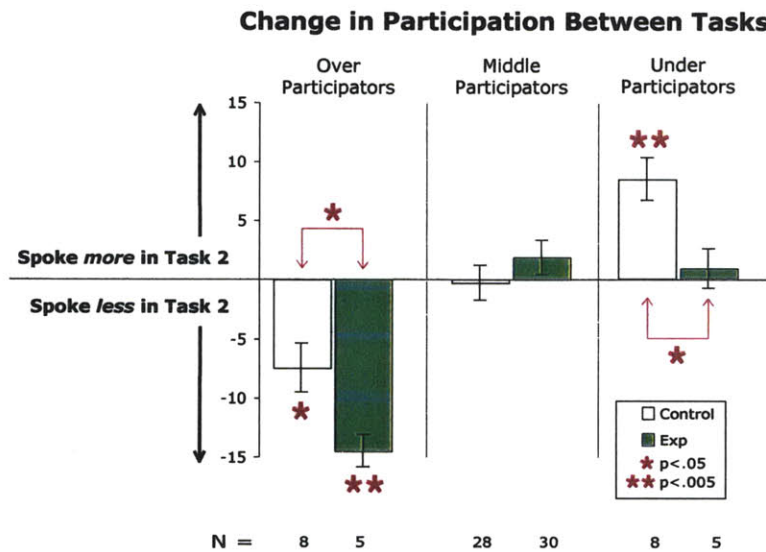 Change in Participation Between Tasks
Over Participators
Middle Participators
Under Participators
15
10
5
-5
-10
-15
Spoke more in Task 2
Spoke less in Task 2
★
★
★★
★★
★
Control
Exp
★ p<.05
★★ p<.005
N = 8 5 28 30 8 5